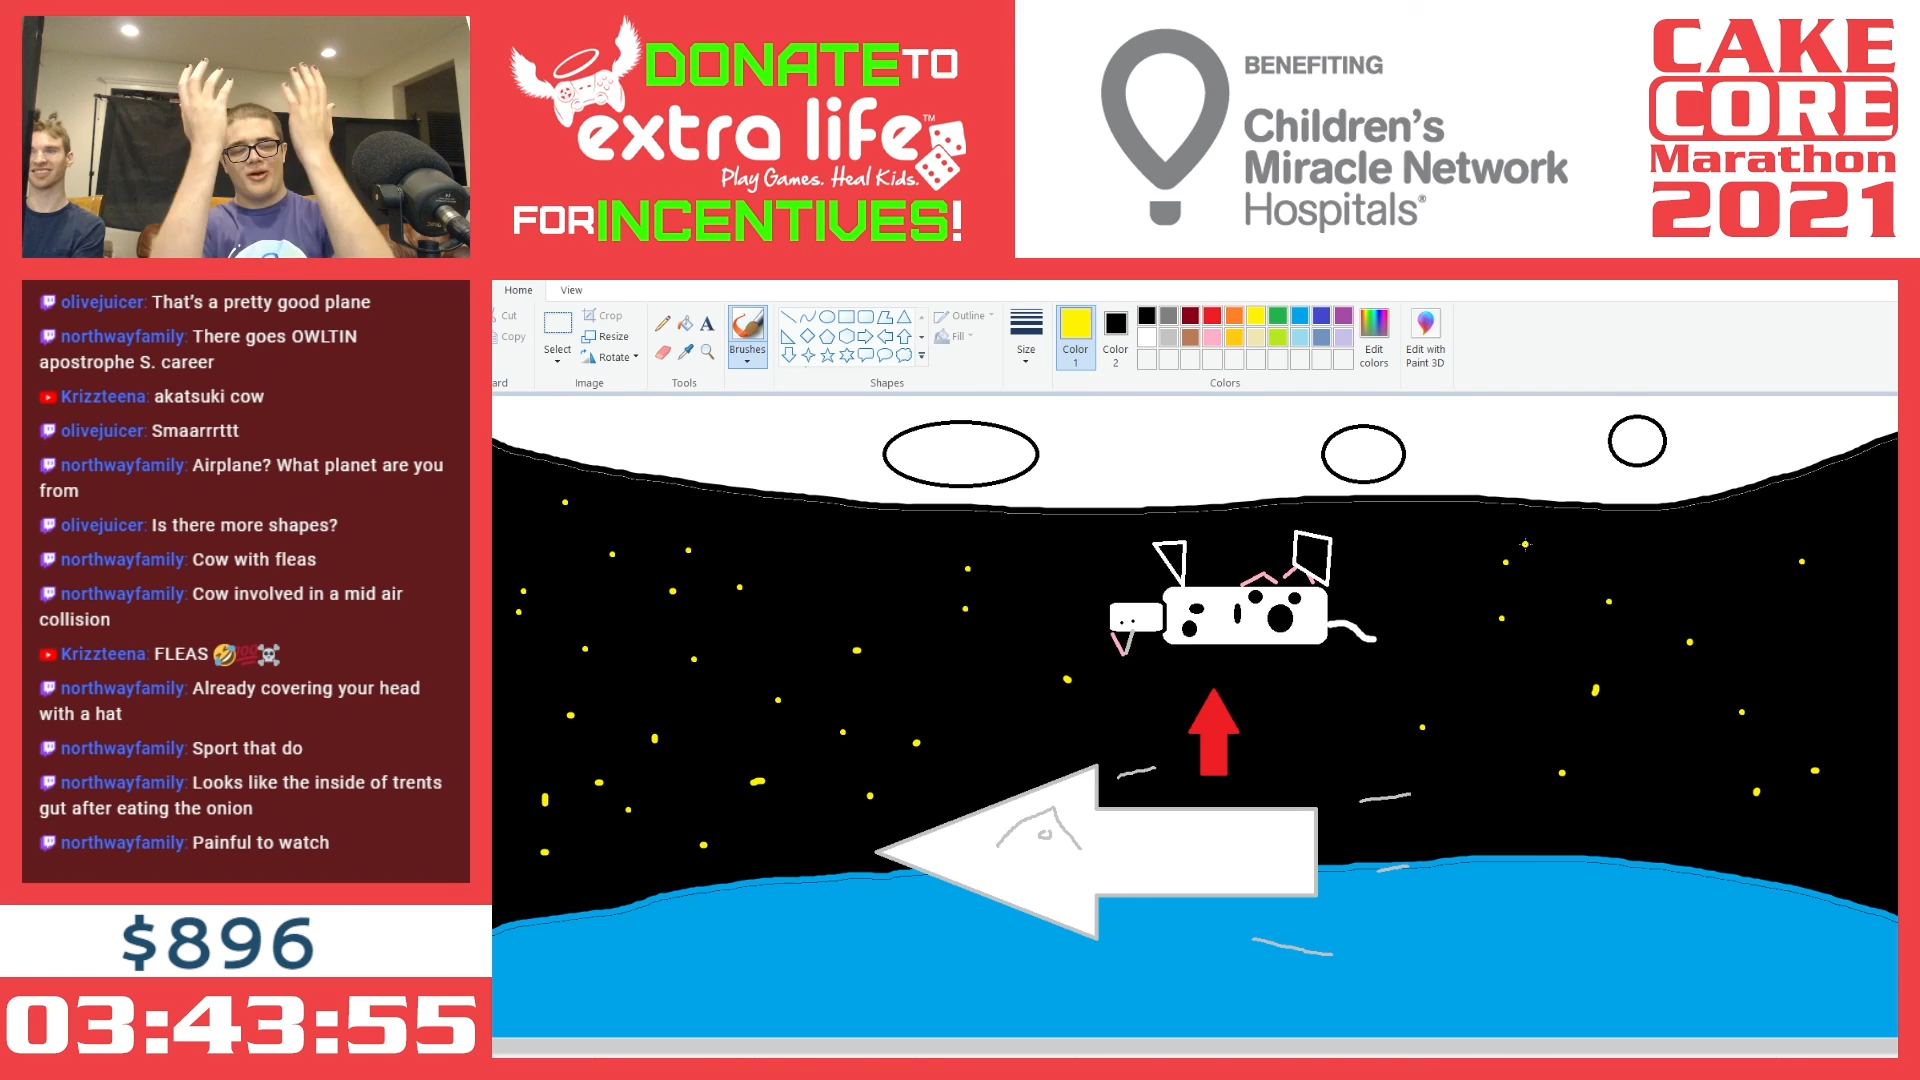 DONATE TO
extra life™
Play Games. Heal Kids.
FOR INCENTIVES!
BENEFITING
Children's
Miracle Network
Hospitals®
CAKE
CORE
Marathon
2021
olivejuicer: That's a pretty good plane
northwayfamily: There goes OWLTIN
apostrophe S. career
Krizzteena: akatsuki cow
olivejuicer: Smaarrrttt
northwayfamily: Airplane? What planet are you
from
olivejuicer: Is there more shapes?
northwayfamily: Cow with fleas
northwayfamily: Cow involved in a mid air
collision
Krizzteena: FLEAS 🤣💯☠️
northwayfamily: Already covering your head
with a hat
northwayfamily: Sport that do
northwayfamily: Looks like the inside of trents
gut after eating the onion
northwayfamily: Painful to watch
$896
03:43:55
Home View
Cut
Copy
ard
Select
Crop
Resize
Rotate
Image
A
Tools
Brushes
Outline
Fill
Shapes
Size
Color
1
Color
2
Colors
Edit
colors
Edit with
Paint 3D